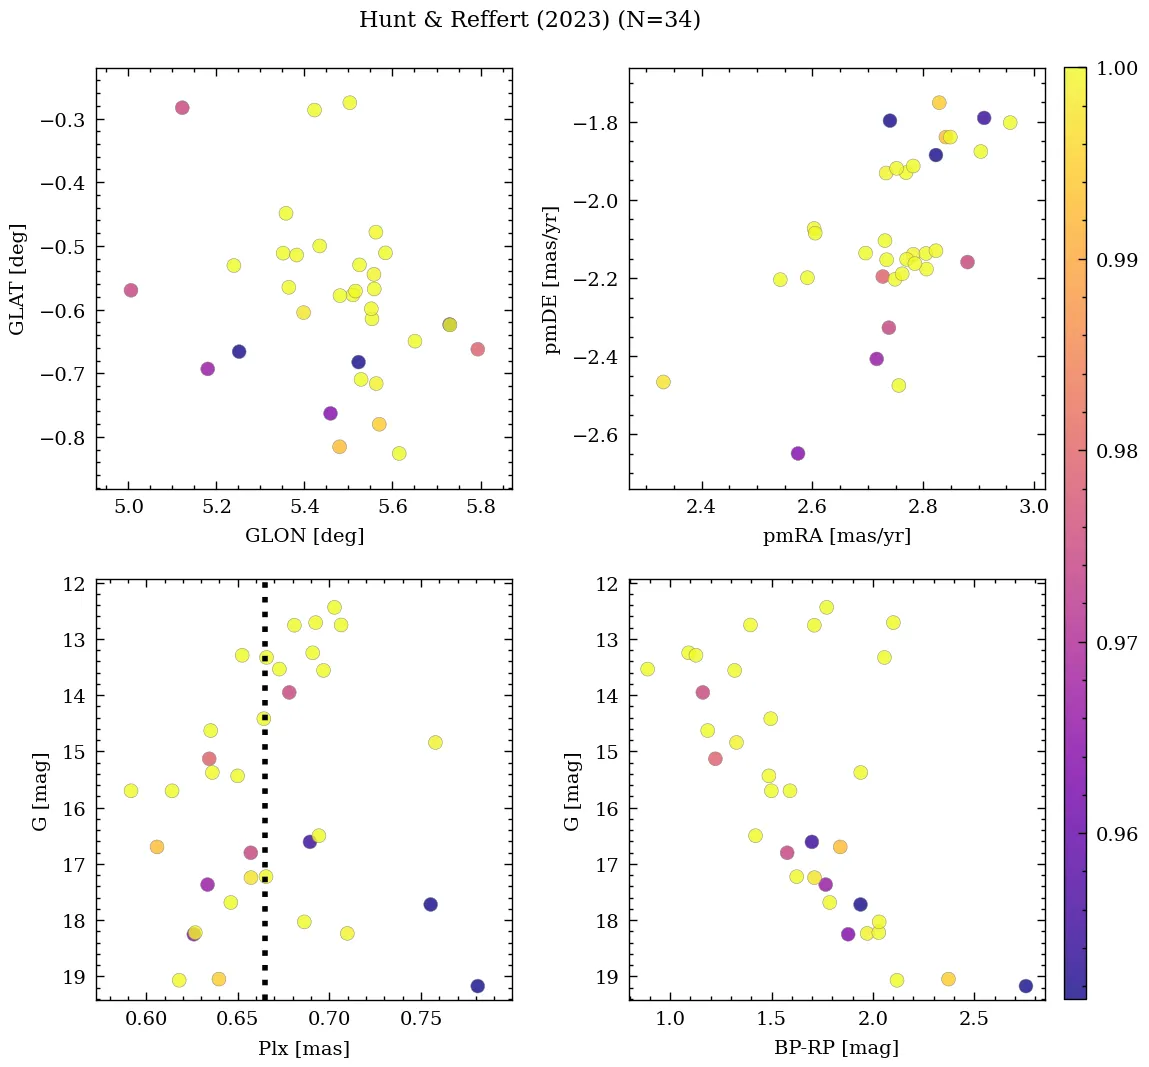 Hunt & Reffert (2023) (N=34)
−0.3
−0.4
−0.5
−0.6
−0.7
−0.8
GLAT [deg]
5.0 5.2 5.4 5.6 5.8
GLON [deg]
−1.8
−2.0
−2.2
−2.4
−2.6
pmDE [mas/yr]
2.4 2.6 2.8 3.0
pmRA [mas/yr]
1.00
0.99
0.98
0.97
0.96
12
13
14
15
16
17
18
19
G [mag]
0.60 0.65 0.70 0.75
Plx [mas]
12
13
14
15
16
17
18
19
G [mag]
1.0 1.5 2.0 2.5
BP-RP [mag]